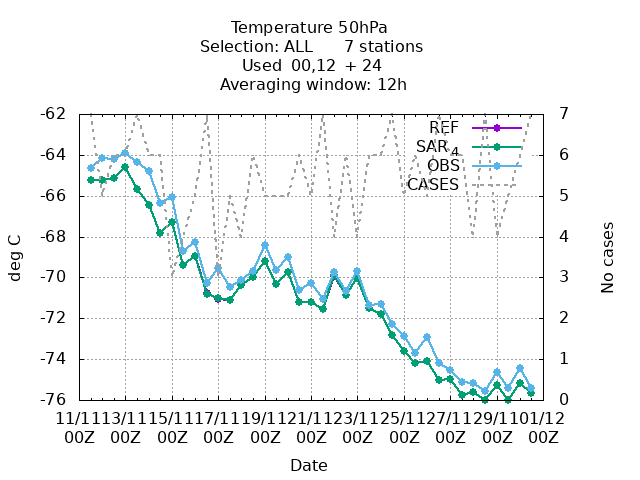 Temperature 50hPa
Selection: ALL 7 stations
Used 00,12 + 24
Averaging window: 12h
-62 7
REF
SAR 4
-64 OBS 6
CASES
-66 5
-68 4
deg C
No cases
-70 3
-72 2
-74 1
-76 0
11/11 13/11 15/11 17/11 19/11 21/11 23/11 25/11 27/11 29/11 01/12
00Z 00Z 00Z 00Z 00Z 00Z 00Z 00Z 00Z 00Z 00Z
Date